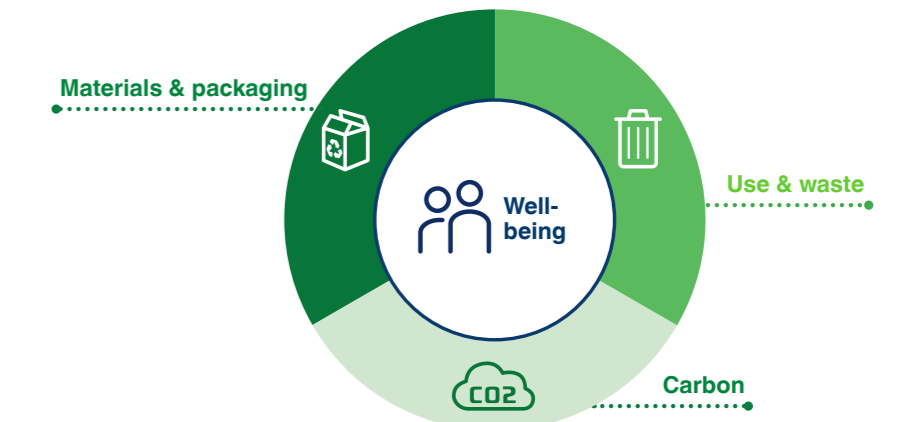 Materials & packaging
Use & waste
Well-
being
Carbon
CO2